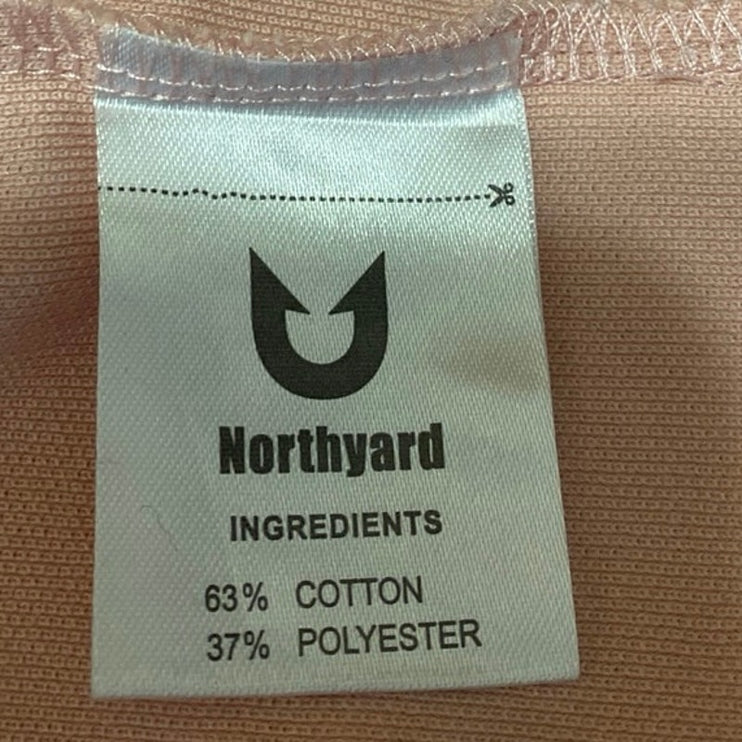 Northyard
INGREDIENTS
63% COTTON
37% POLYESTER